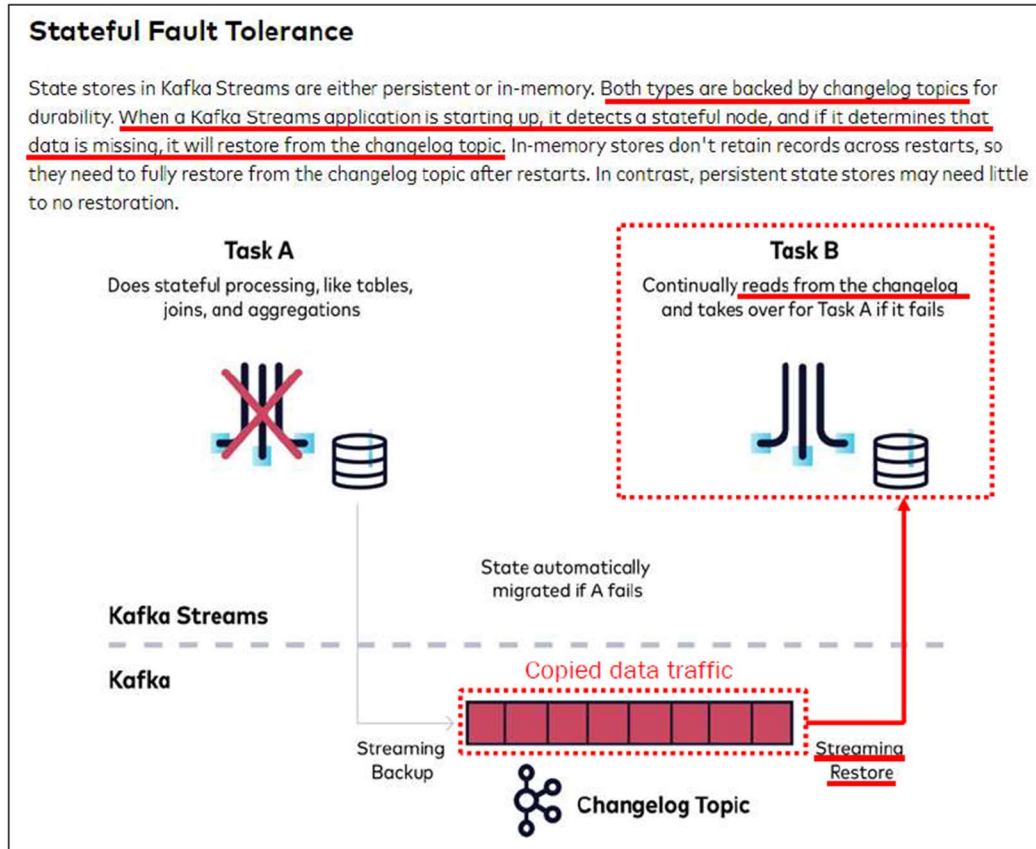 Stateful Fault Tolerance
State stores in Kafka Streams are either persistent or in-memory. Both types are backed by changelog topics for
durability. When a Kafka Streams application is starting up, it detects a stateful node, and if it determines that
data is missing, it will restore from the changelog topic. In-memory stores don't retain records across restarts, so
they need to fully restore from the changelog topic after restarts. In contrast, persistent state stores may need little
to no restoration.
Task A
Does stateful processing, like tables,
joins, and aggregations
Task B
Continually reads from the changelog
and takes over for Task A if it fails
State automatically
migrated if A fails
Kafka Streams
Kafka
Copied data traffic
Streaming
Backup
Streaming
Restore
Changelog Topic